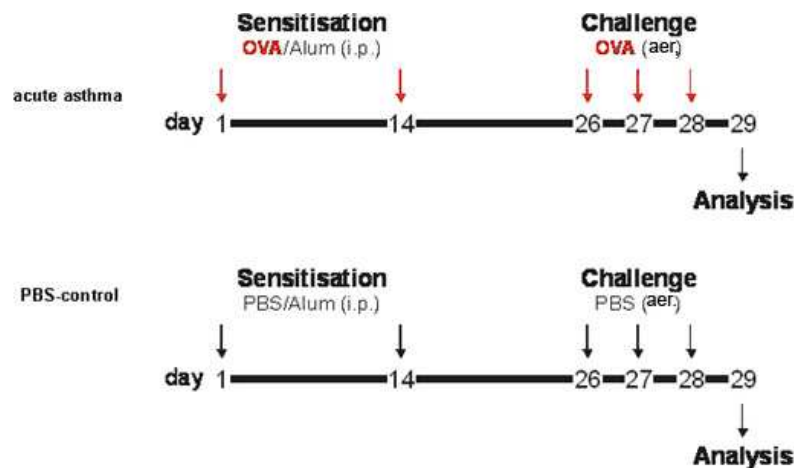 Sensitisation Challenge
OVA/Alum (i.p.) OVA (aer.)
acute asthma
day 1 14 26 27 28 29
Analysis
Sensitisation Challenge
PBS-control
PBS/Alum (i.p.) PBS (aer.)
day 1 14 26 27 28 29
Analysis